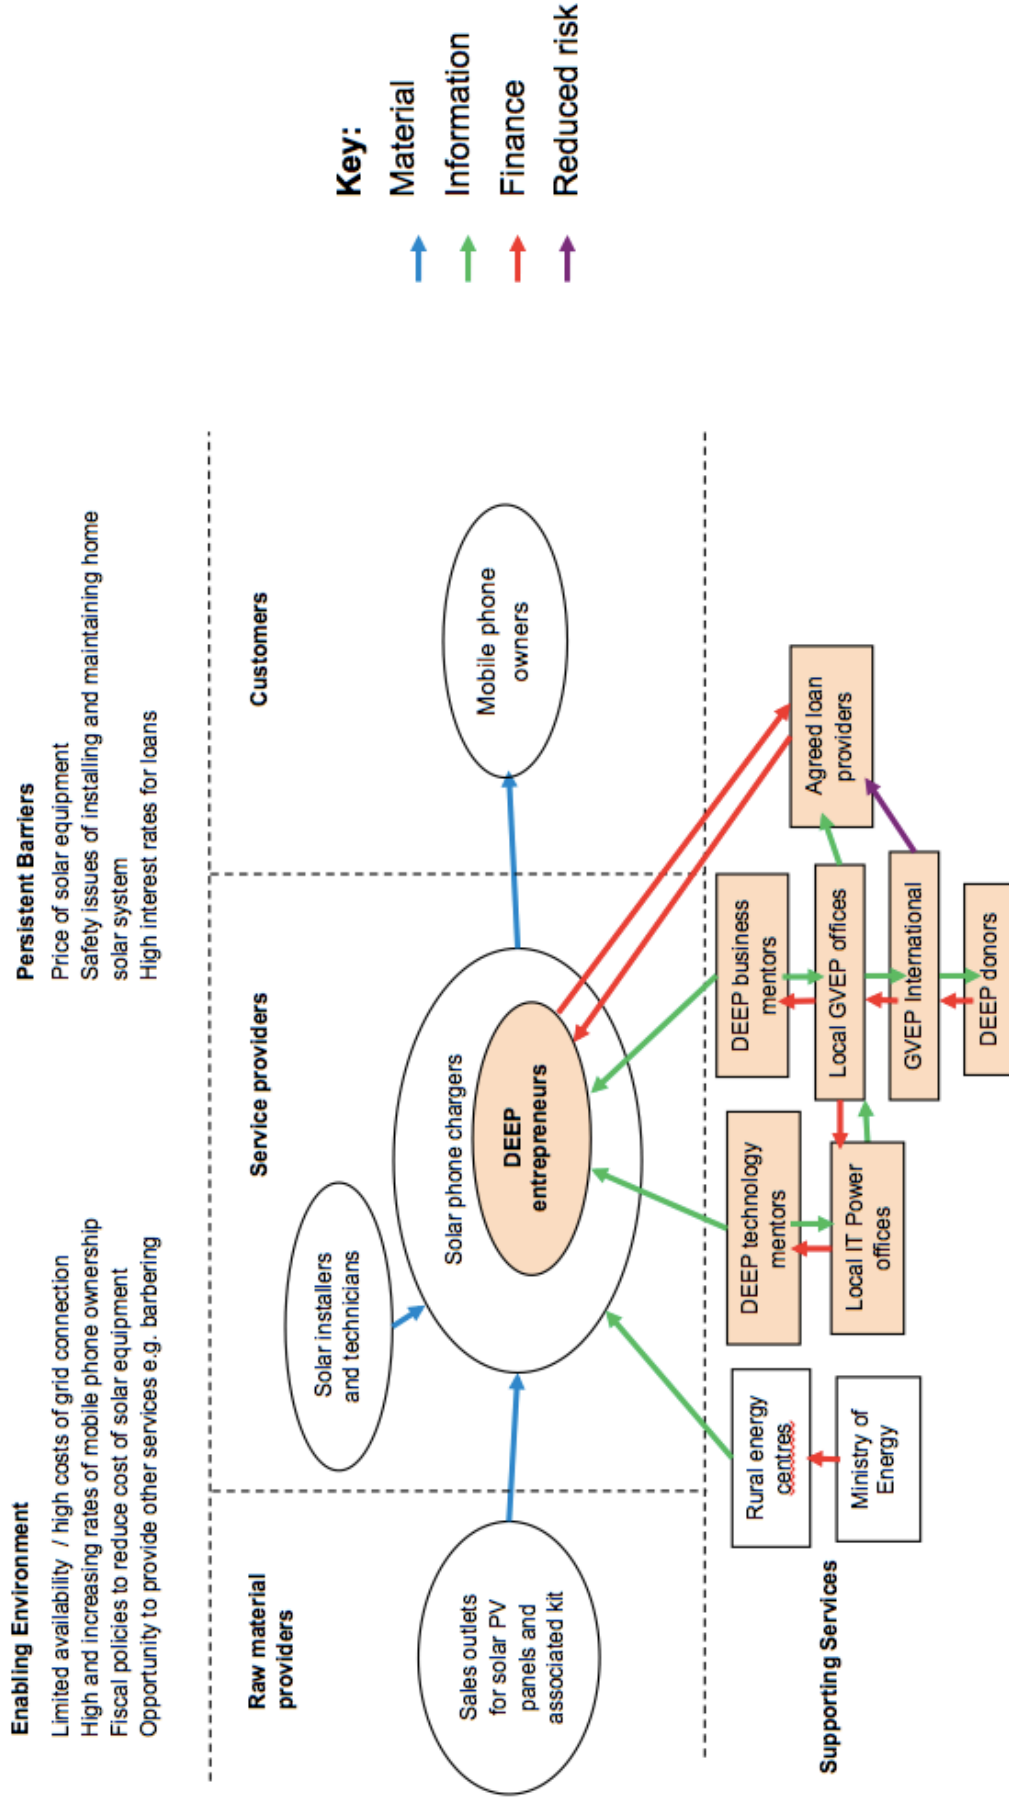 Enabling Environment
Limited availability / high costs of grid connection
High and increasing rates of mobile phone ownership
Fiscal policies to reduce cost of solar equipment
Opportunity to provide other services e.g. barbering
Persistent Barriers
Price of solar equipment
Safety issues of installing and maintaining home
solar system
High interest rates for loans
Raw material
providers
Service providers
Customers
Sales outlets
for solar PV
panels and
associated kit
Solar installers
and technicians
Solar phone chargers
DEEP
entrepreneurs
Mobile phone
owners
Key:
Material
Information
Finance
Reduced risk
Supporting Services
Rural energy
centres
Ministry of
Energy
DEEP technology
mentors
Local IT Power
offices
DEEP business
mentors
Local GVEP offices
GVEP International
DEEP donors
Agreed loan
providers